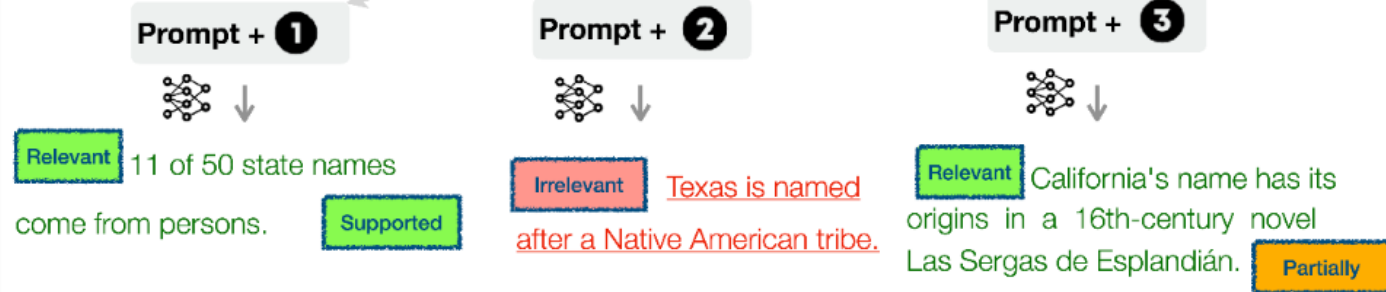 Prompt + 1
Prompt + 2
Prompt + 3
Relevant 11 of 50 state names
come from persons. Supported
Irrelevant Texas is named
after a Native American tribe.
Relevant California's name has its
origins in a 16th-century novel
Las Sergas de Esplandián. Partially